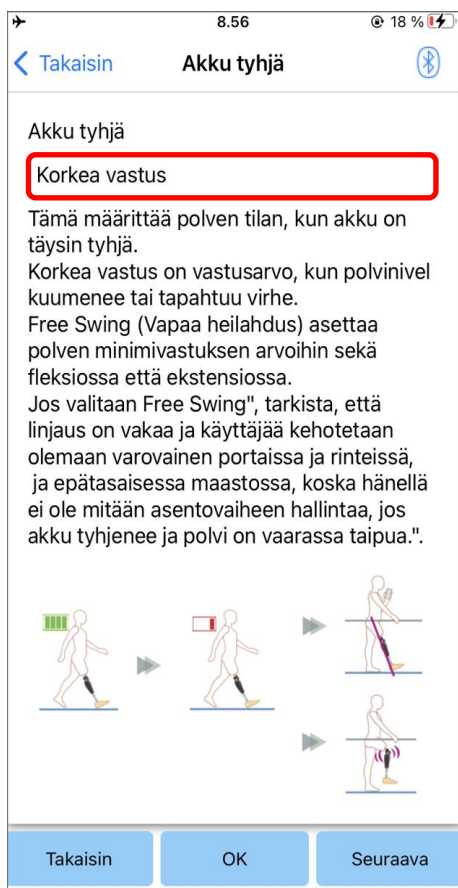 8.56
18 %
Takaisin
Akku tyhjä
Akku tyhjä
Korkea vastus
Tämä määrittää polven tilan, kun akku on
täysin tyhjä.
Korkea vastus on vastusarvo, kun polvinivel
kuumenee tai tapahtuu virhe.
Free Swing (Vapaa heilahdus) asettaa
polven minimivastuksen arvoihin sekä
fleksiossa että ekstensiossa.
Jos valitaan Free Swing", tarkista, että
linjaus on vakaa ja käyttäjää kehotetaan
olemaan varovainen portaissa ja rinteissä,
ja epätasaisessa maastossa, koska hänellä
ei ole mitään asentovaiheen hallintaa, jos
akku tyhjenee ja polvi on vaarassa taipua.".
Takaisin
OK
Seuraava